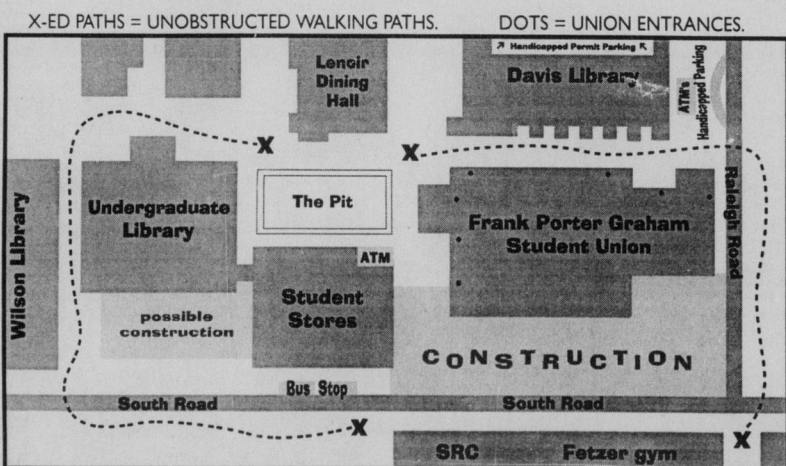 X-ED PATHS = UNOBSTRUCTED WALKING PATHS. DOTS = UNION ENTRANCES.
↗ Handicapped Permit Parking ↖
Lenoir
Dining
Hall
Davis Library
ATM's
Handicapped Parking
X
X
Wilson Library
Undergraduate
Library
The Pit
Frank Porter Graham
Student Union
Raleigh Road
ATM
Student
Stores
possible
construction
CONSTRUCTION
Bus Stop
South Road
South Road
X
X
SRC
Fetzer gym